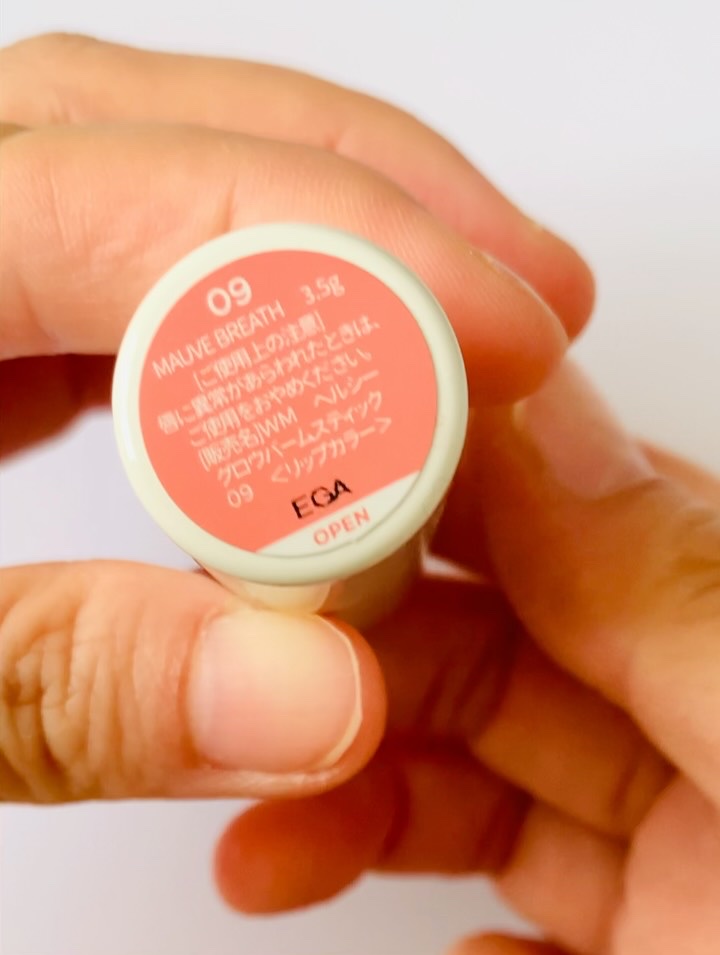 09
MAUVE BREATH 3.5g
[ご使用上の注意]
唇に異常があらわれたときは、
ご使用をおやめください。
[販売名]WM ヘルシー
グロウバームスティック
09 <リップカラー>
EGA
OPEN